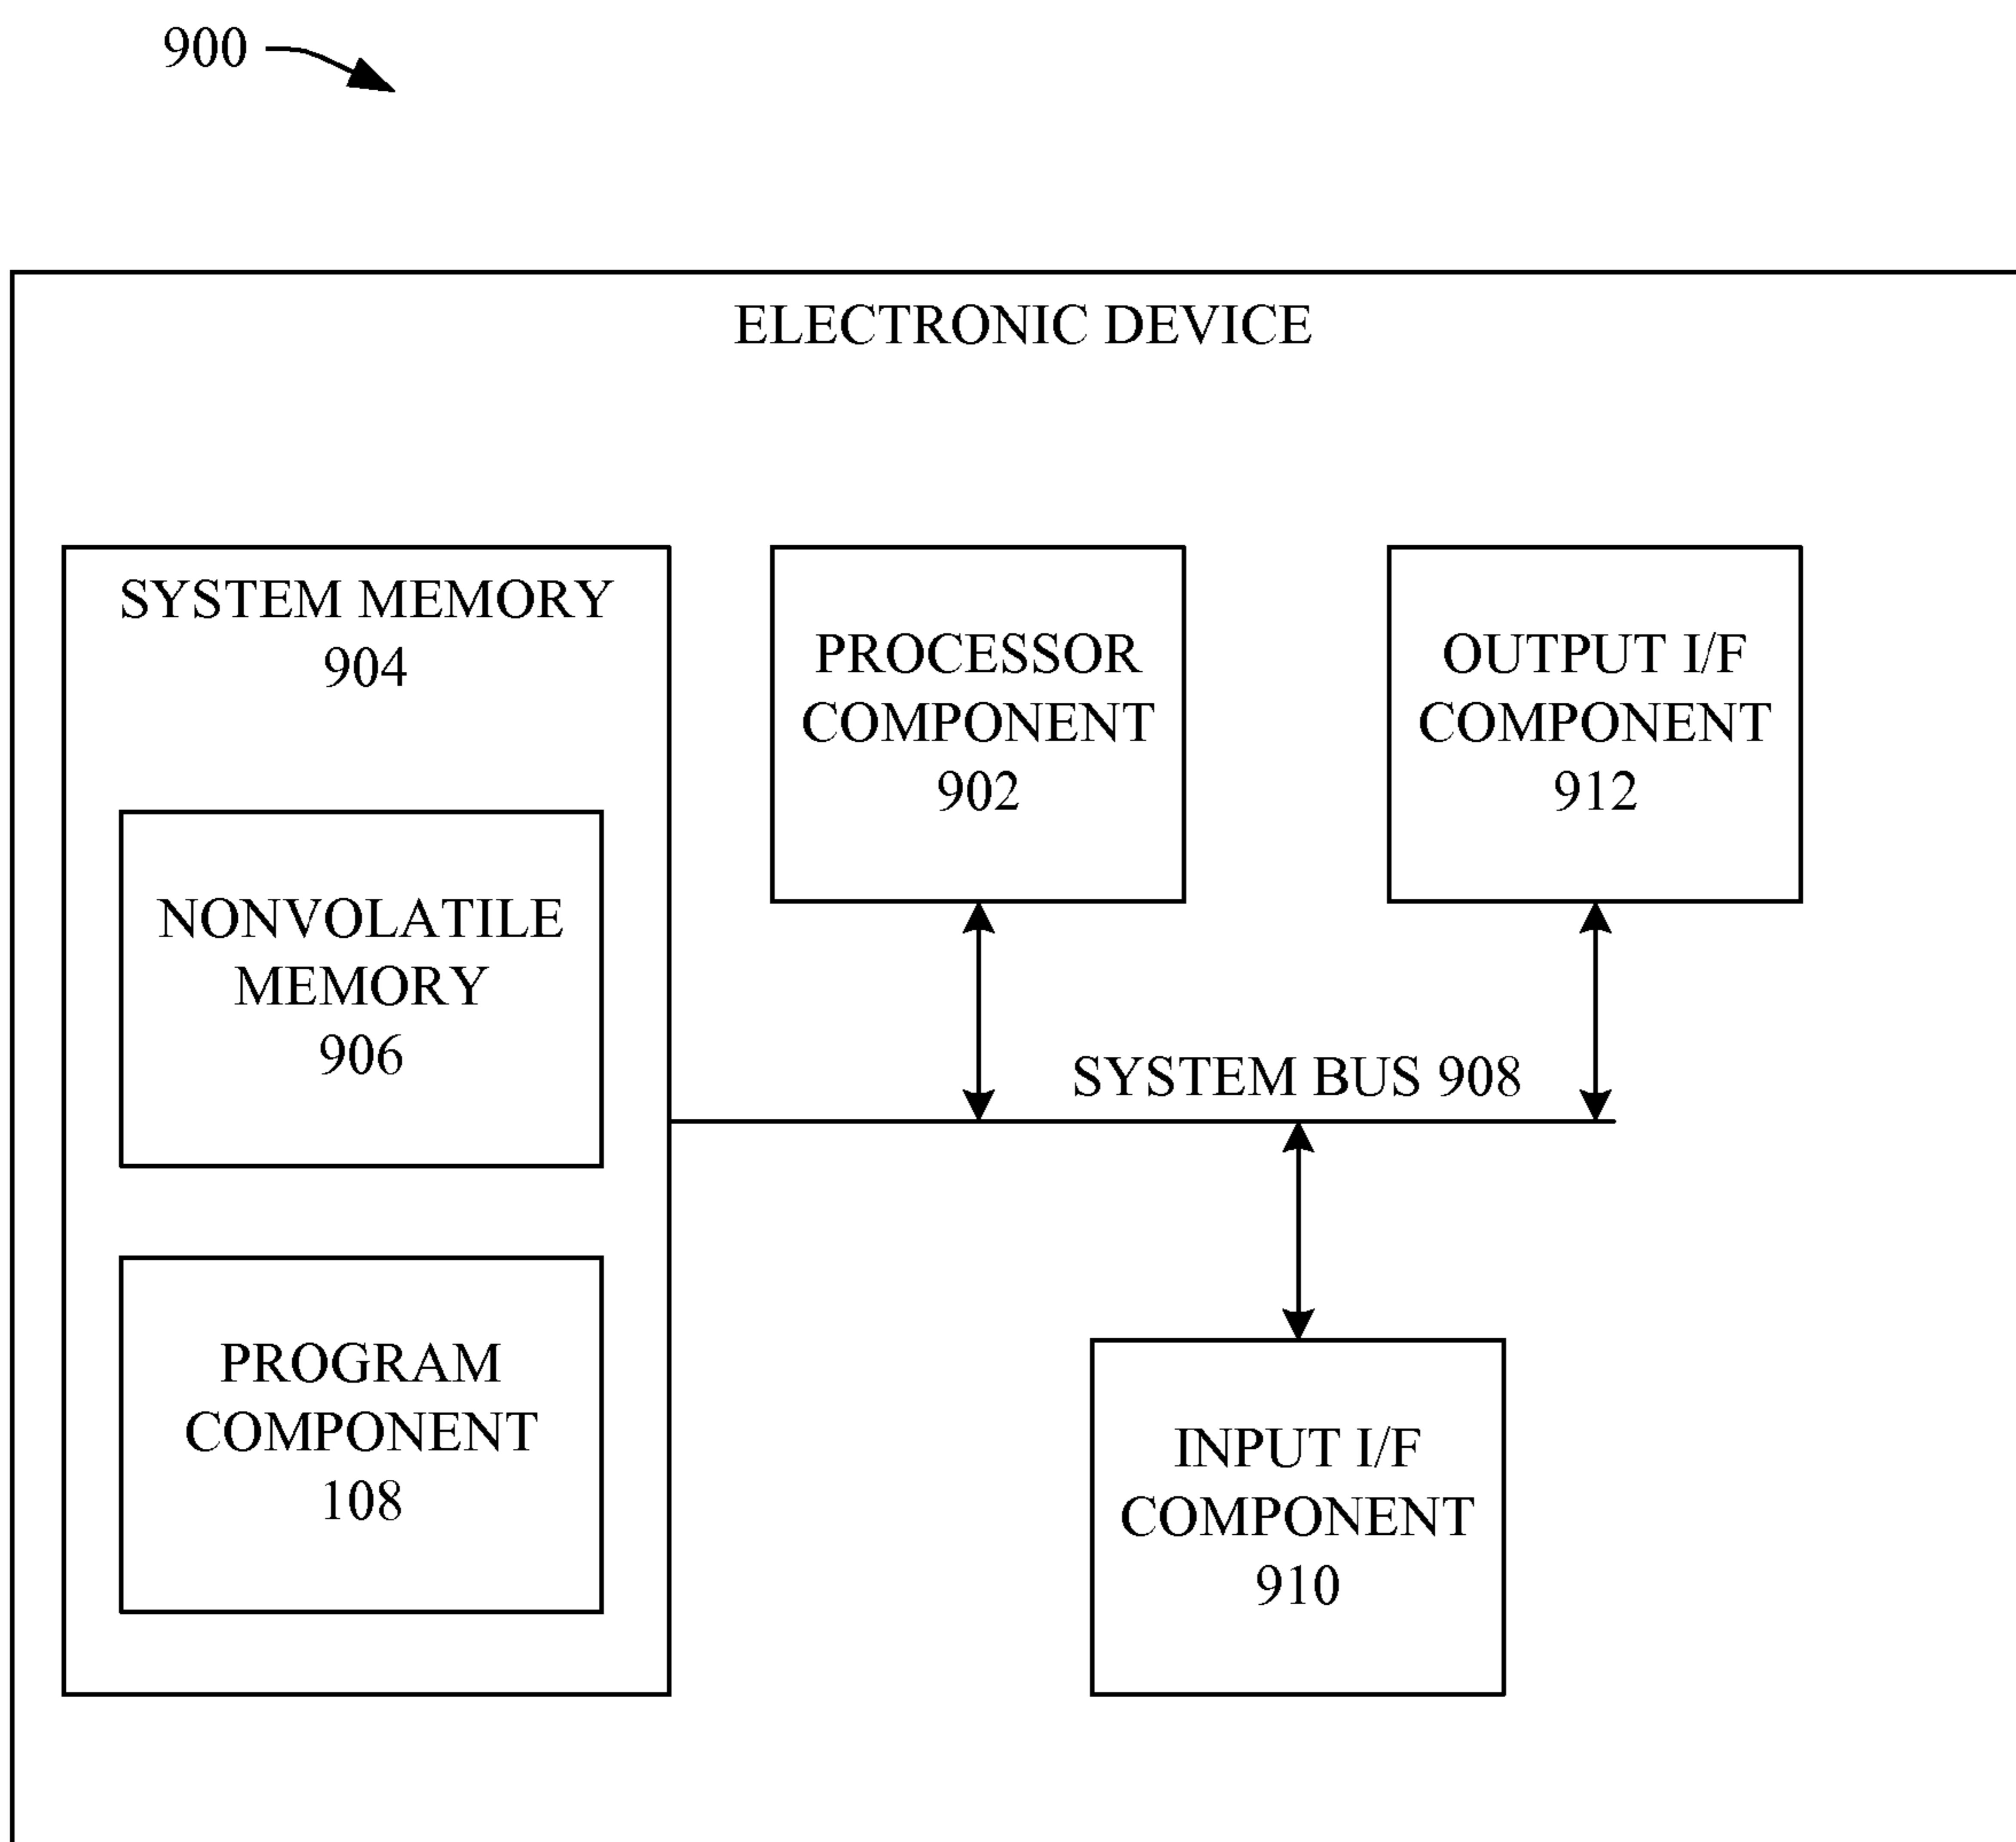 900
ELECTRONIC DEVICE
SYSTEM MEMORY
904
NONVOLATILE
MEMORY
906
PROGRAM
COMPONENT
108
PROCESSOR
COMPONENT
902
OUTPUT I/F
COMPONENT
912
SYSTEM BUS 908
INPUT I/F
COMPONENT
910